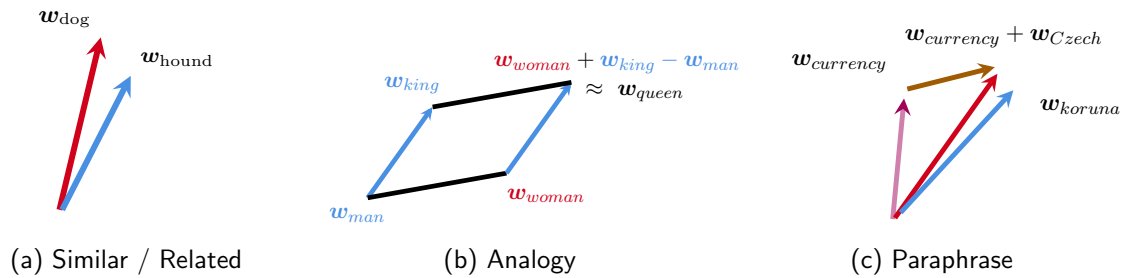 w_dog
w_hound
(a) Similar / Related
w_woman + w_king − w_man
≈ w_queen
w_king
w_man
w_woman
(b) Analogy
w_currency + w_Czech
w_currency
w_koruna
(c) Paraphrase